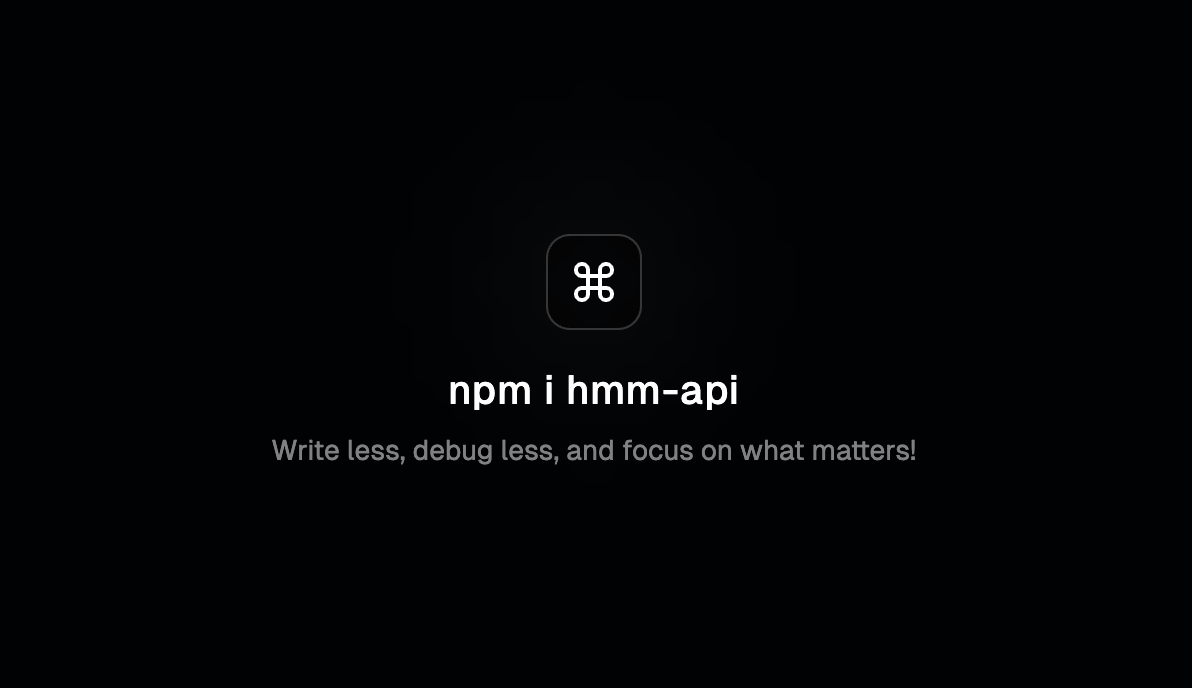 ⌘
npm i hmm-api
Write less, debug less, and focus on what matters!